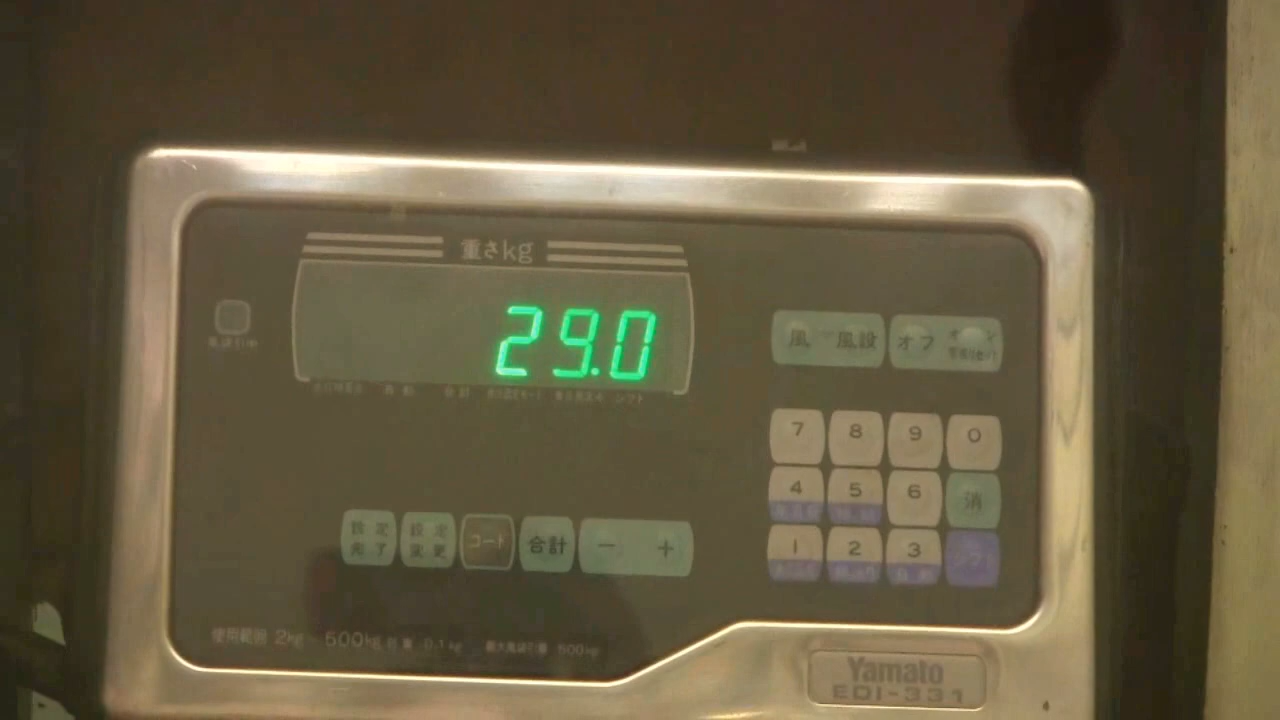 重さkg
29.0
風 風設 オフ
7 8 9 0
4 5 6 消
1 2 3
設定完了 設定変更 コード 合計 − +
使用範囲 2kg - 500kg 目量 0.1kg 最大風袋引量 500kg
Yamato
EDI-331